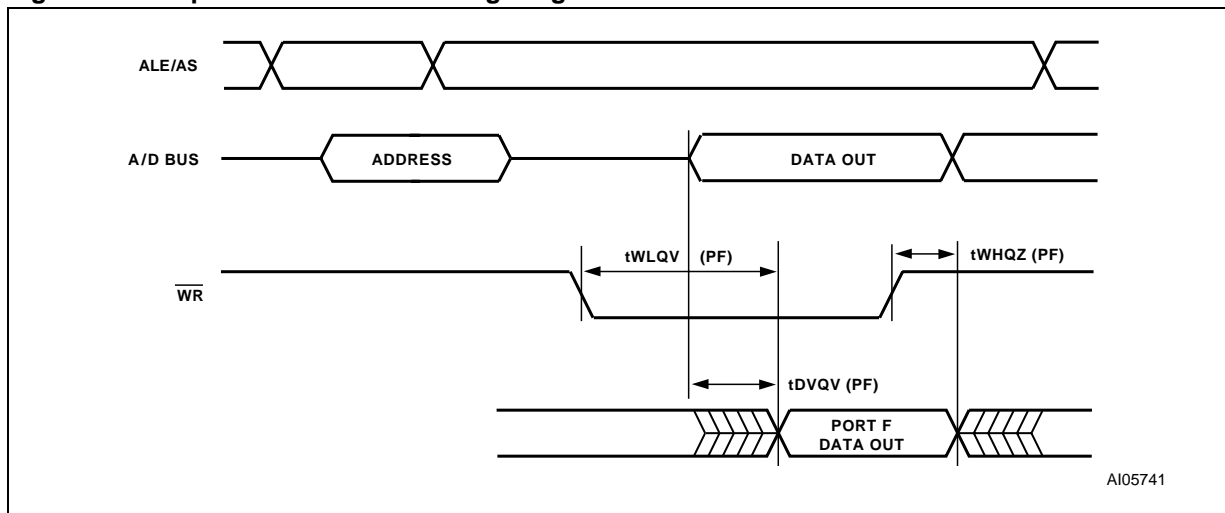 ALE/AS
A/D BUS
ADDRESS
DATA OUT
tWLQV (PF)
tWHQZ (PF)
WR
tDVQV (PF)
PORT F
DATA OUT
AI05741